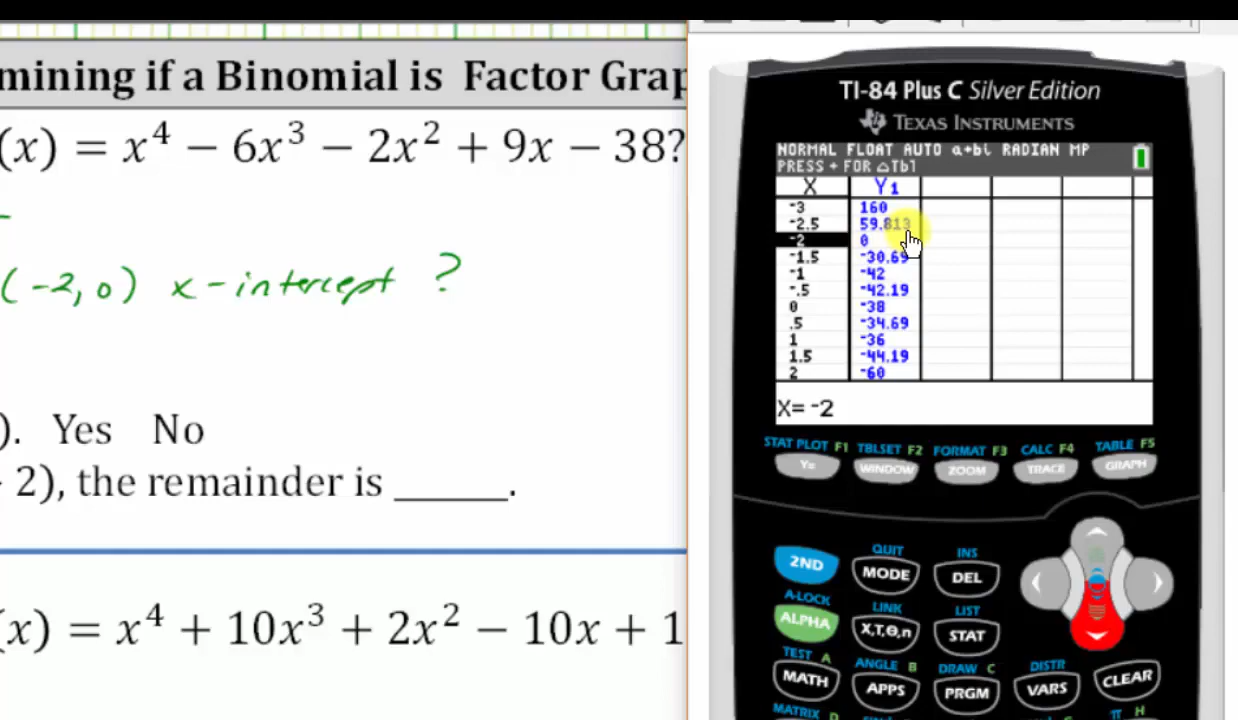 mining if a Binomial is Factor Grap
(x) = x⁴ − 6x³ − 2x² + 9x − 38?
(-2, 0) x-intercept ?
). Yes No
2), the remainder is ______.
(x) = x⁴ + 10x³ + 2x² − 10x + 1
TI-84 Plus C Silver Edition
TEXAS INSTRUMENTS
NORMAL FLOAT AUTO a+bi RADIAN MP
PRESS + FOR △Tbl
X Y1
-3 160
-2.5 59.813
-2 0
-1.5 -30.69
-1 -42
-.5 -42.19
0 -38
.5 -34.69
1 -36
1.5 -44.19
2 -60
X= -2
STAT PLOT F1 TBLSET F2 FORMAT F3 CALC F4 TABLE F5
Y= WINDOW ZOOM TRACE GRAPH
QUIT INS
2ND MODE DEL
A-LOCK LINK LIST
ALPHA X,T,Θ,n STAT
TEST A ANGLE B DRAW C DISTR
MATH APPS PRGM VARS CLEAR
MATRIX D π H